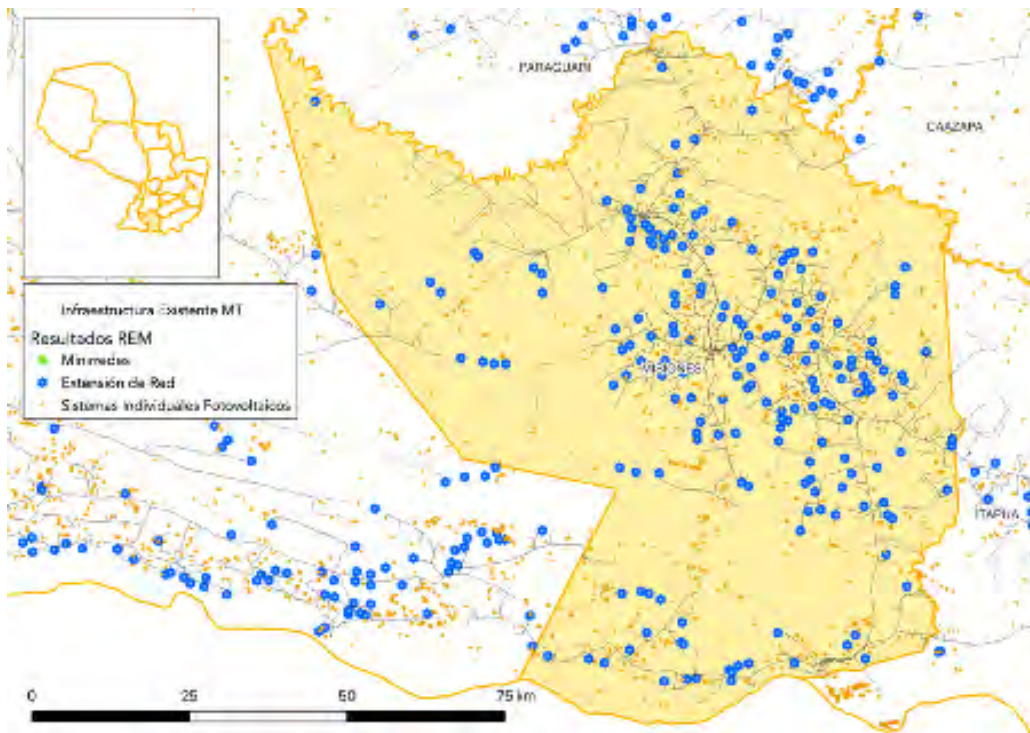 PARAGUARI
CAAZAPA
Infraestructura Existente MT
Resultados REM
Miniredes
Extensión de Red
Sistemas Individuales Fotovoltaicos
MISIONES
ITAPUA
0
25
50
75 km